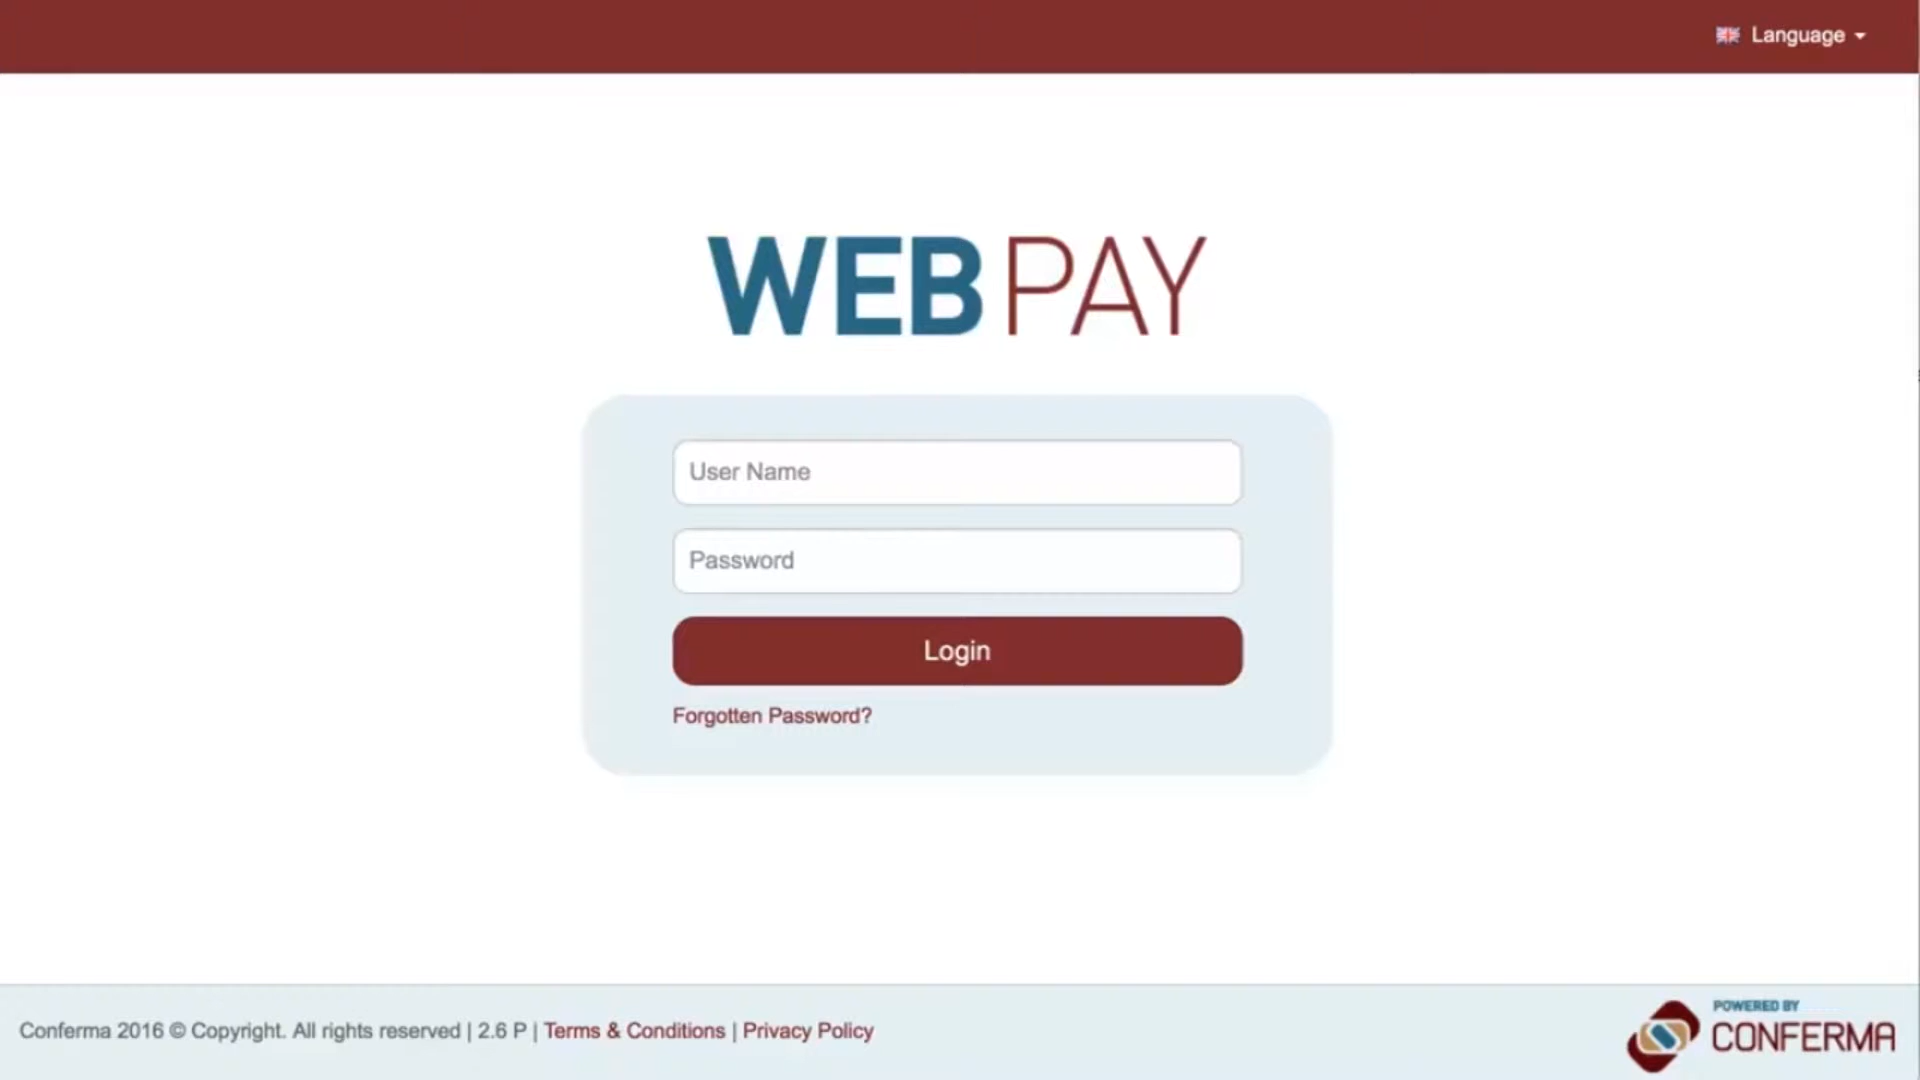 Language
WEB PAY
User Name
Password
Login
Forgotten Password?
Conferma 2016 © Copyright. All rights reserved | 2.6 P | Terms & Conditions | Privacy Policy
POWERED BY
CONFERMA